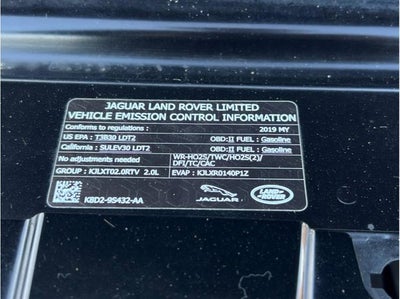 JAGUAR LAND ROVER LIMITED
VEHICLE EMISSION CONTROL INFORMATION
Conforms to regulations: 2019 MY
US EPA : T3B30 LDT2 OBD:II FUEL : Gasoline
California : SULEV30 LDT2 OBD:II FUEL : Gasoline
No adjustments needed. WR-HO2S/TWC/HO2S(2)/
DFI/TC/CAC
GROUP : KJLXT02.0RTV 2.0L EVAP : KJLXR0140P1Z
K8D2-9S432-AA
JAGUAR
LAND-
ROVER